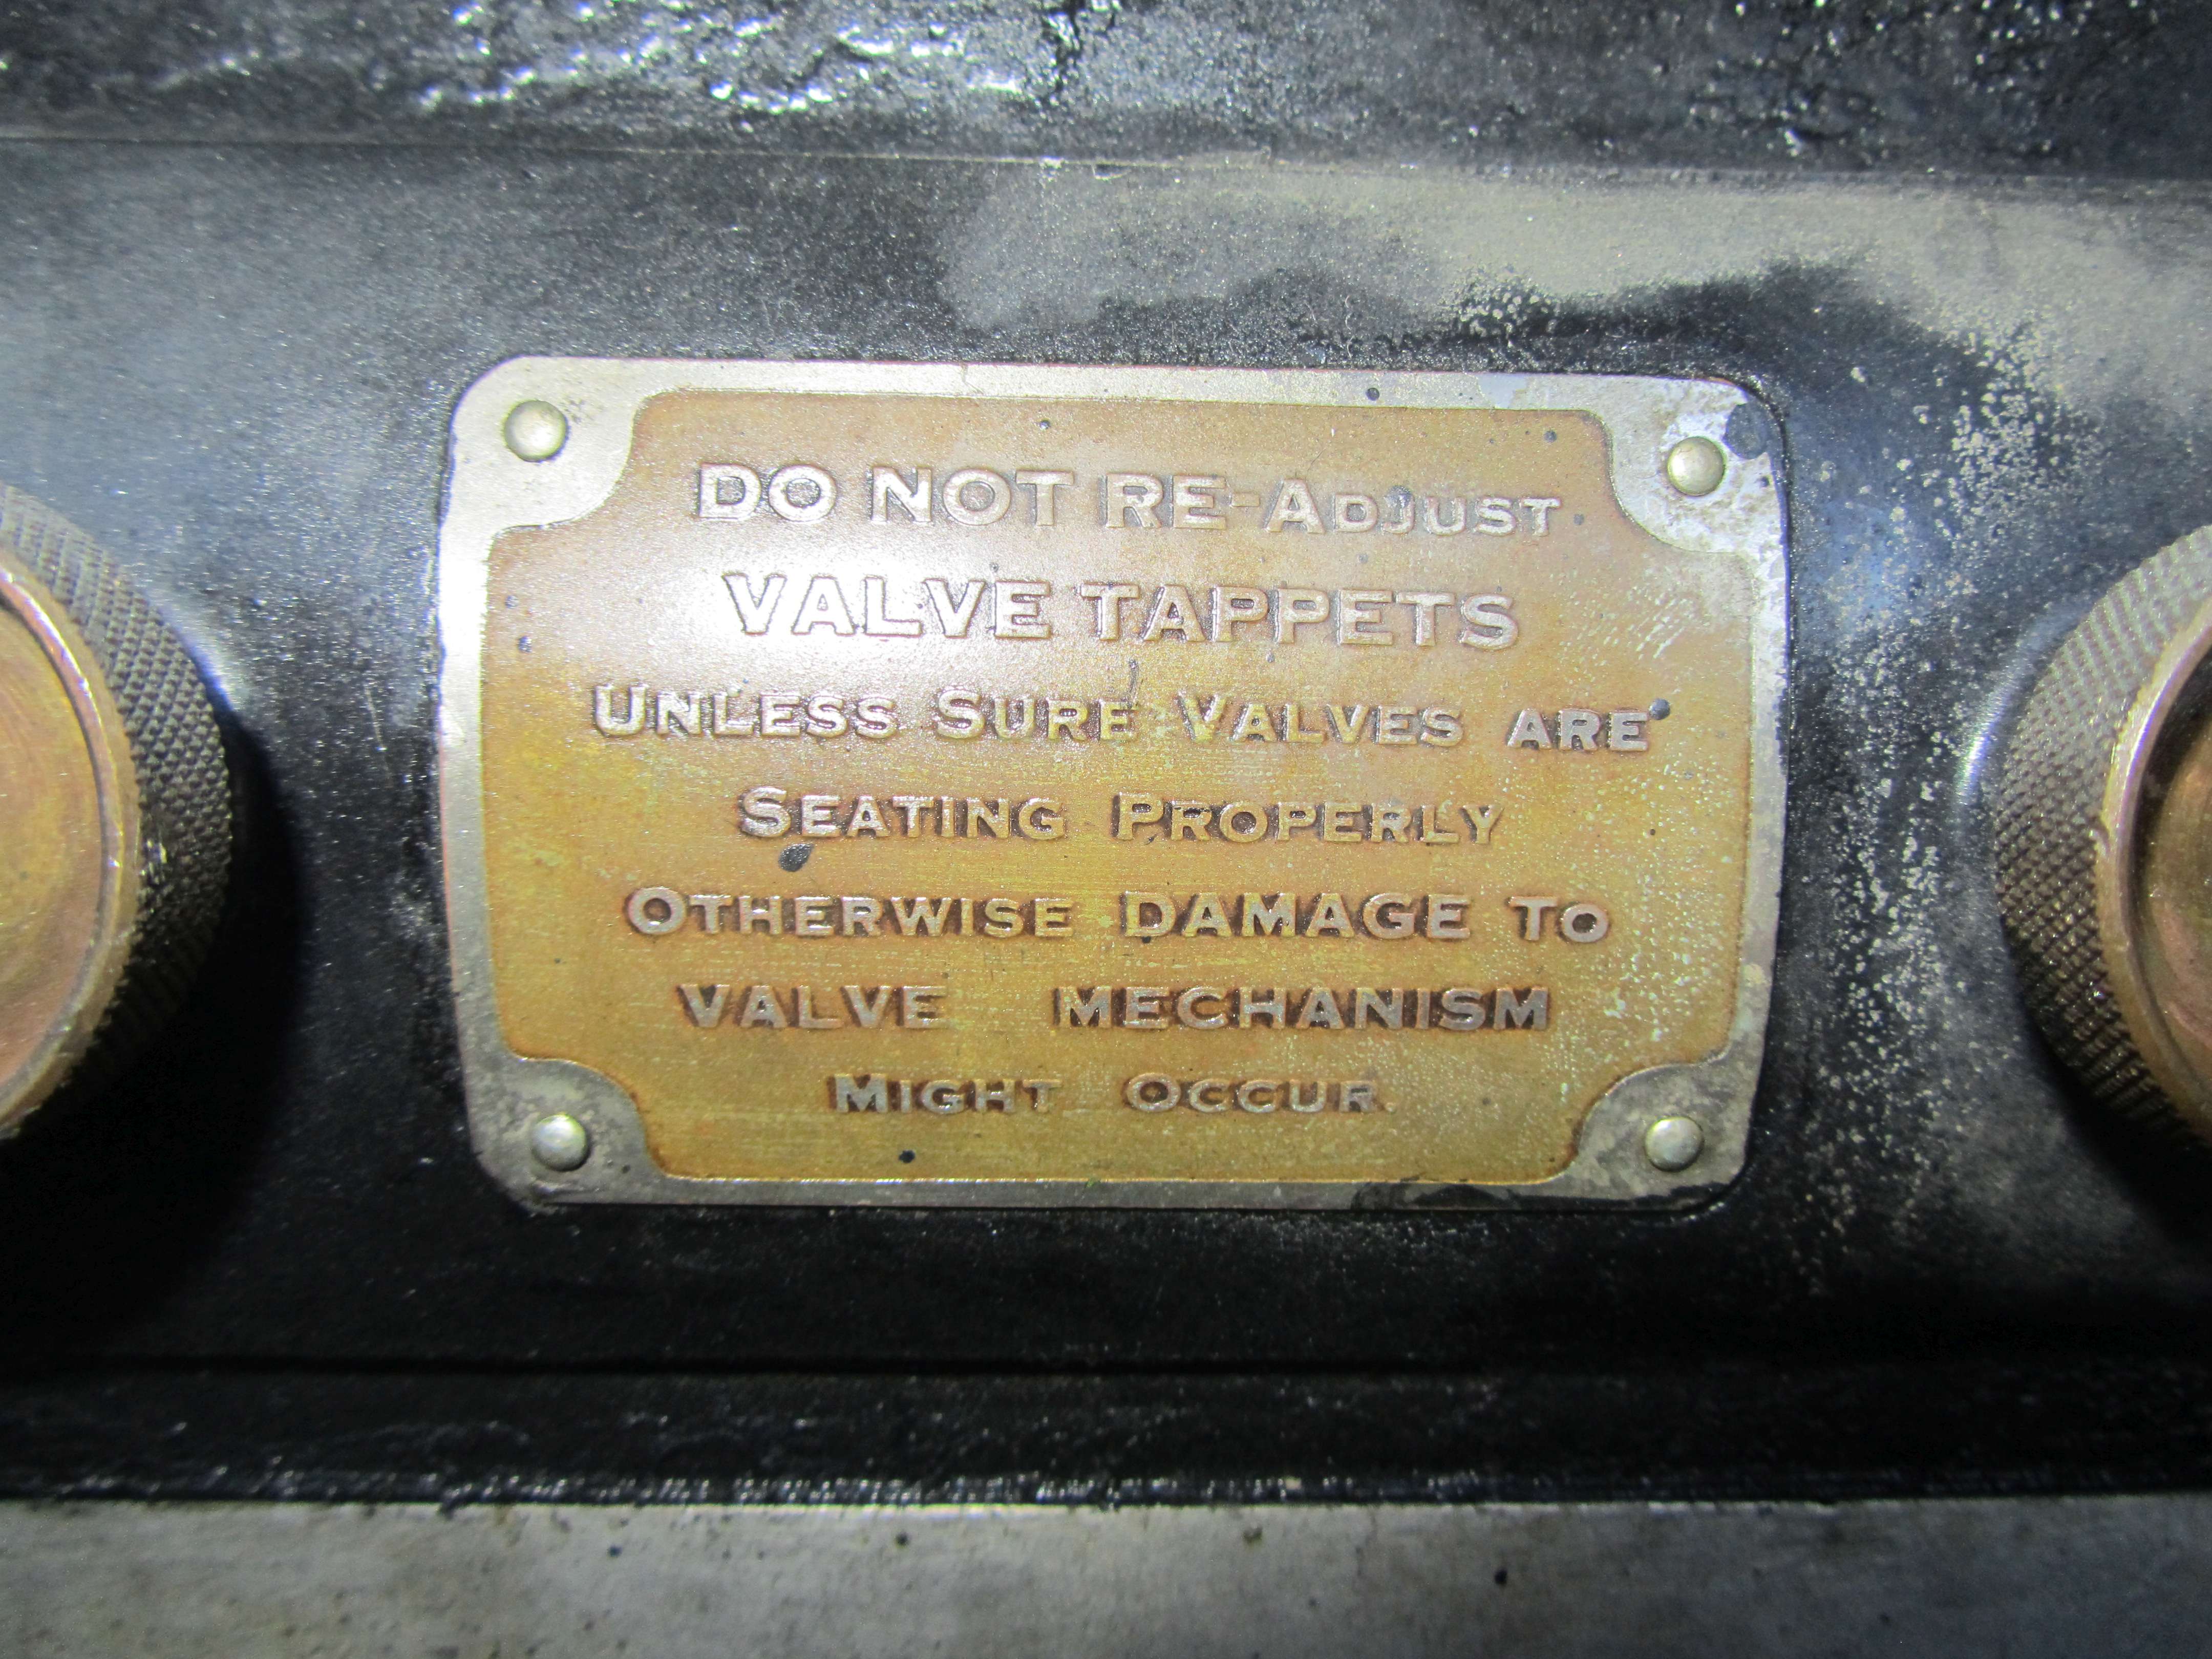 DO NOT RE-ADJUST
VALVE TAPPETS
UNLESS SURE VALVES ARE
SEATING PROPERLY
OTHERWISE DAMAGE TO
VALVE MECHANISM
MIGHT OCCUR.